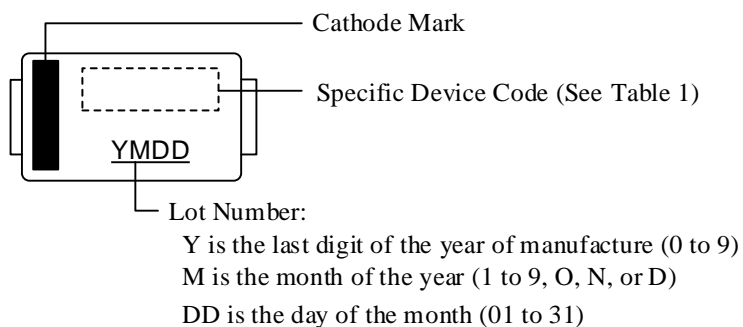 Cathode Mark
Specific Device Code (See Table 1)
YMDD
Lot Number:
Y is the last digit of the year of manufacture (0 to 9)
M is the month of the year (1 to 9, O, N, or D)
DD is the day of the month (01 to 31)